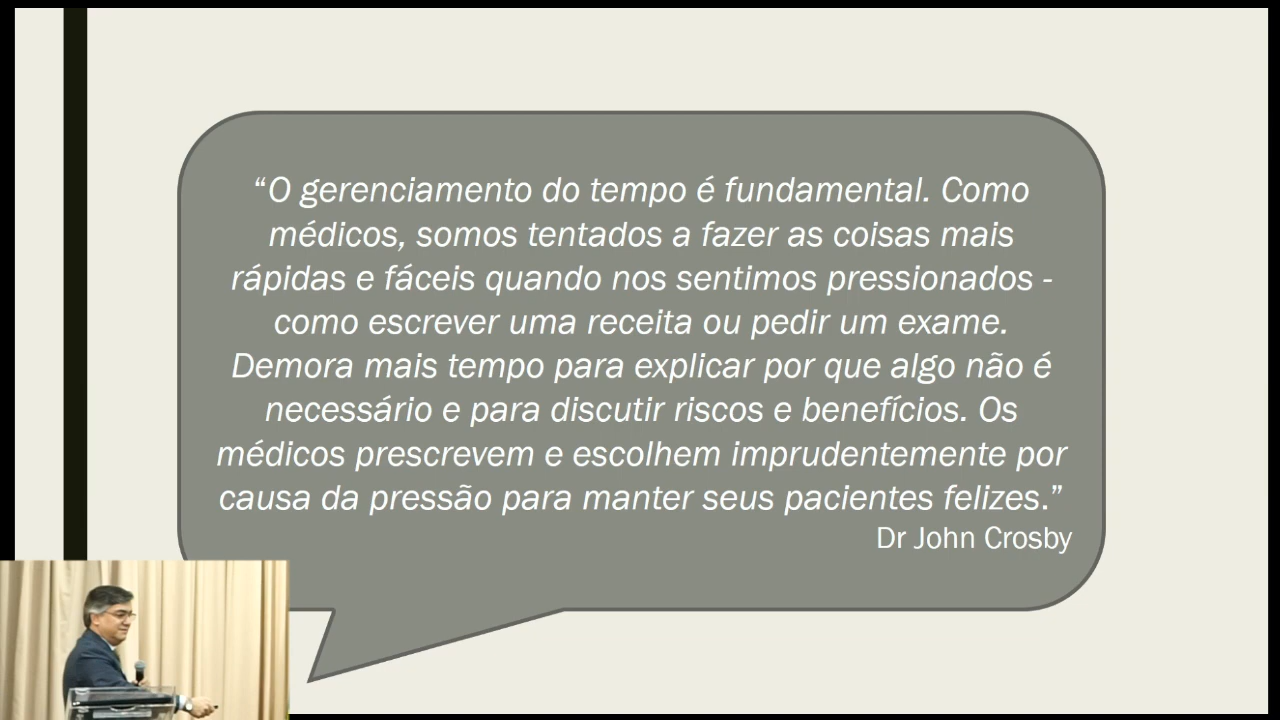 “O gerenciamento do tempo é fundamental. Como
médicos, somos tentados a fazer as coisas mais
rápidas e fáceis quando nos sentimos pressionados -
como escrever uma receita ou pedir um exame.
Demora mais tempo para explicar por que algo não é
necessário e para discutir riscos e benefícios. Os
médicos prescrevem e escolhem imprudentemente por
causa da pressão para manter seus pacientes felizes.”
Dr John Crosby